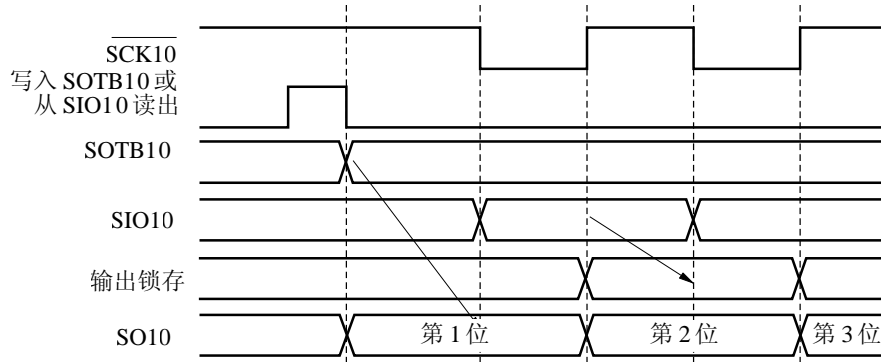 SCK10
写入 SOTB10 或
从 SIO10 读出
SOTB10
SIO10
输出锁存
SO10
第 1 位
第 2 位
第 3 位